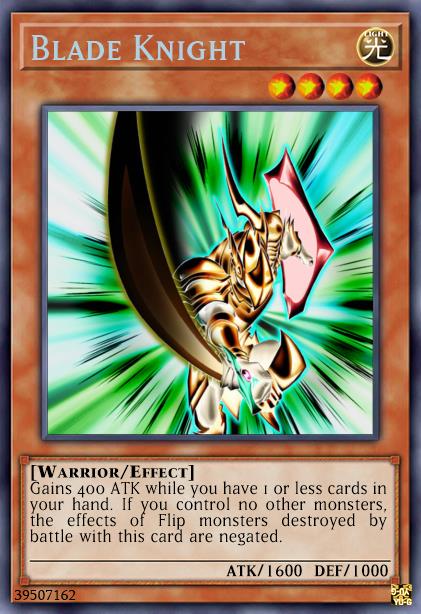 Blade Knight
LIGHT
光
[Warrior/Effect]
Gains 400 ATK while you have 1 or less cards in
your hand. If you control no other monsters,
the effects of Flip monsters destroyed by
battle with this card are negated.
ATK/1600 DEF/1000
39507162